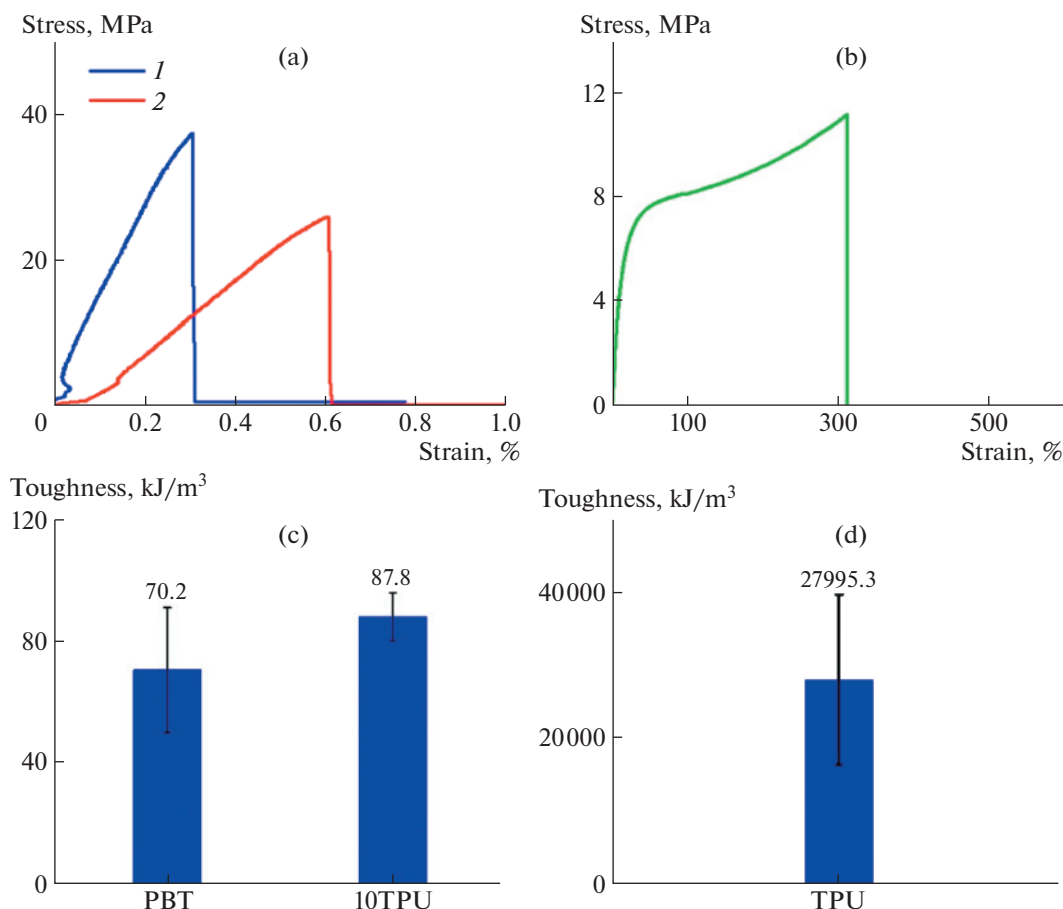 Stress, MPa
(a)
1
2
40
20
0
0.2
0.4
0.6
0.8
1.0
Strain, %
Stress, MPa
(b)
12
8
4
0
100
300
500
Strain, %
Toughness, kJ/m³
(c)
120
80
40
0
70.2
87.8
PBT
10TPU
Toughness, kJ/m³
(d)
40000
20000
0
27995.3
TPU